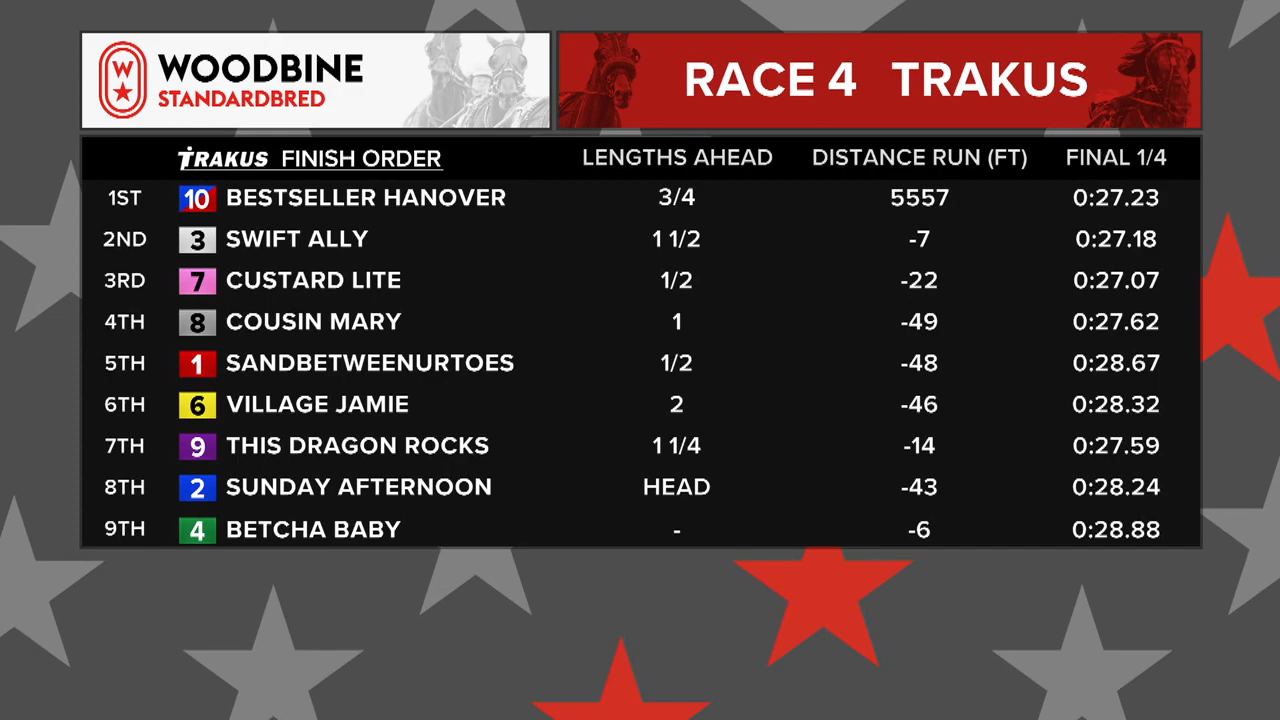 W
WOODBINE
STANDARDBRED
RACE 4 TRAKUS
TRAKUS FINISH ORDER LENGTHS AHEAD DISTANCE RUN (FT) FINAL 1/4
1ST 10 BESTSELLER HANOVER 3/4 5557 0:27.23
2ND 3 SWIFT ALLY 1 1/2 -7 0:27.18
3RD 7 CUSTARD LITE 1/2 -22 0:27.07
4TH 8 COUSIN MARY 1 -49 0:27.62
5TH 1 SANDBETWEENURTOES 1/2 -48 0:28.67
6TH 6 VILLAGE JAMIE 2 -46 0:28.32
7TH 9 THIS DRAGON ROCKS 1 1/4 -14 0:27.59
8TH 2 SUNDAY AFTERNOON HEAD -43 0:28.24
9TH 4 BETCHA BABY - -6 0:28.88